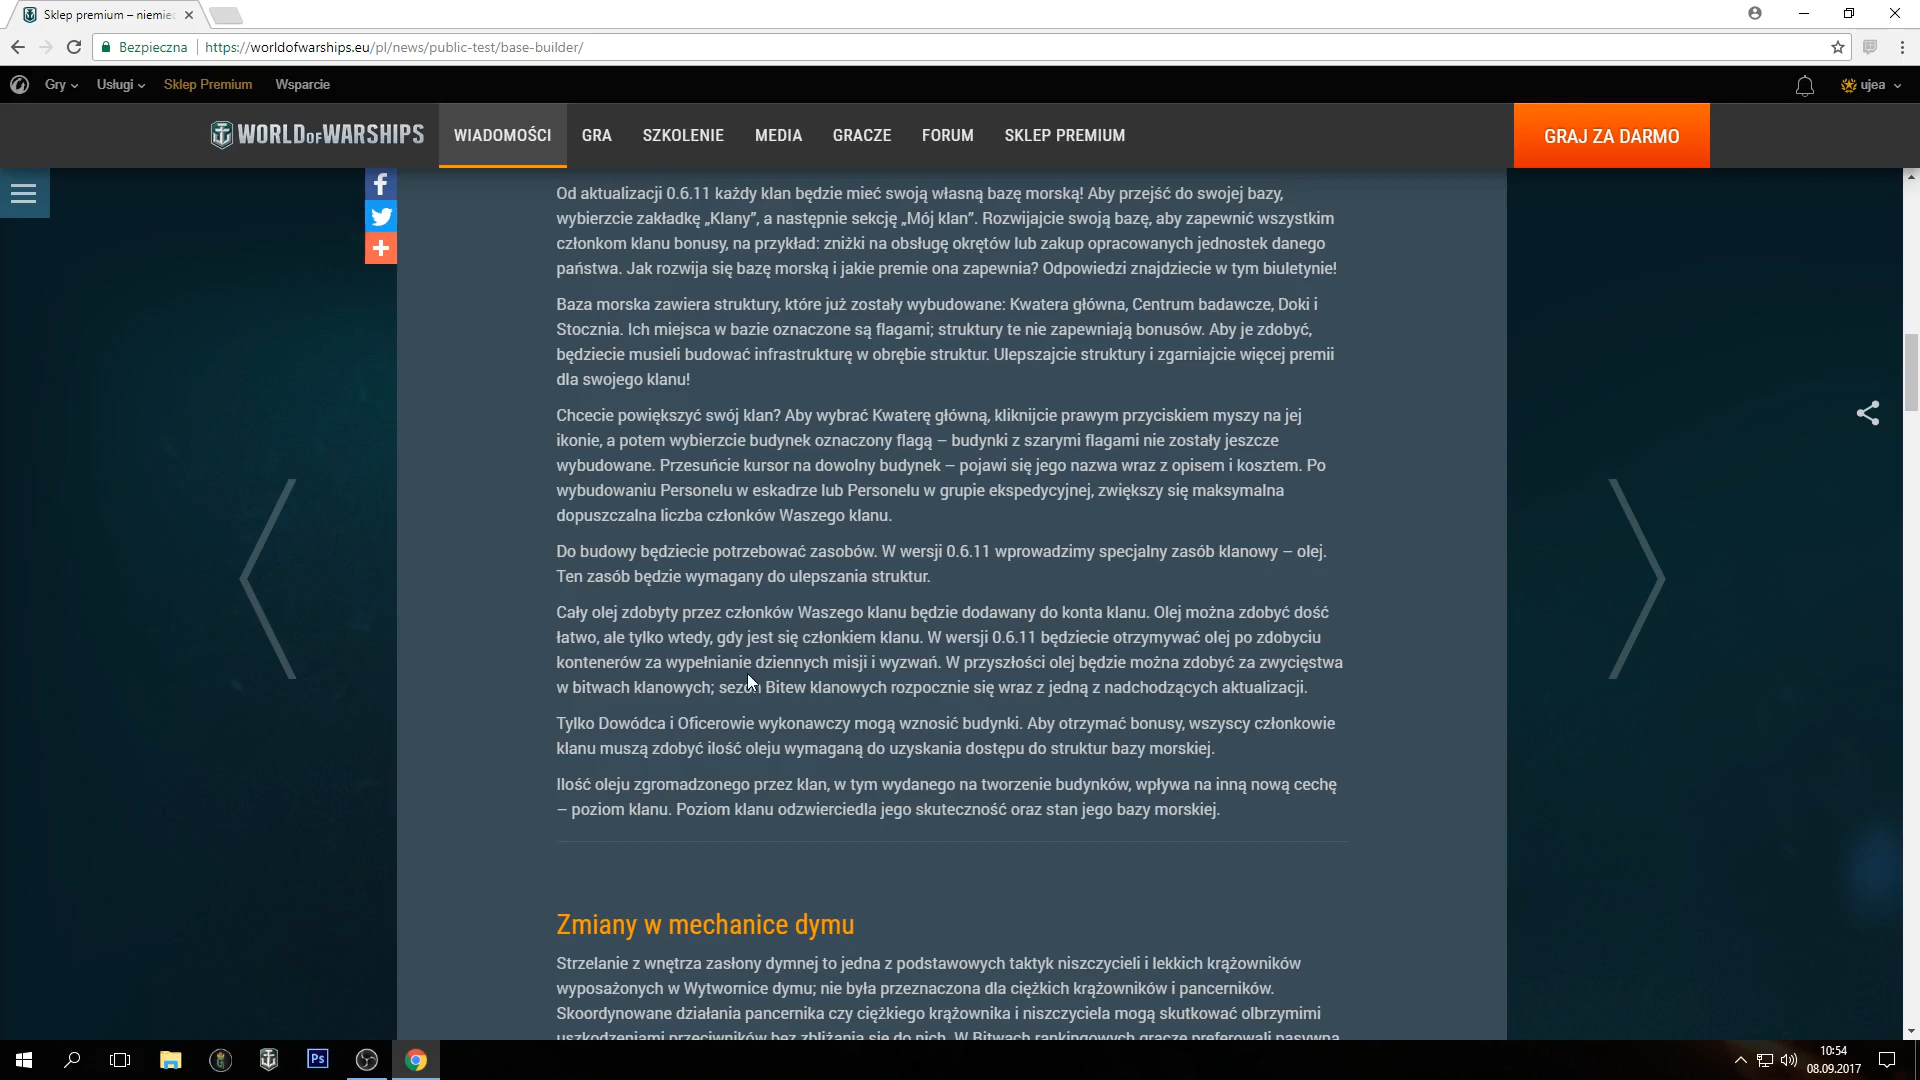 Sklep premium – niemiec
Bezpieczna
https://worldofwarships.eu/pl/news/public-test/base-builder/
Gry
Usługi
Sklep Premium
Wsparcie
ujea
WORLD OF WARSHIPS
WIADOMOŚCI
GRA
SZKOLENIE
MEDIA
GRACZE
FORUM
SKLEP PREMIUM
GRAJ ZA DARMO
Od aktualizacji 0.6.11 każdy klan będzie mieć swoją własną bazę morską! Aby przejść do swojej bazy,
wybierzcie zakładkę „Klany”, a następnie sekcję „Mój klan”. Rozwijajcie swoją bazę, aby zapewnić wszystkim
członkom klanu bonusy, na przykład: zniżki na obsługę okrętów lub zakup opracowanych jednostek danego
państwa. Jak rozwija się bazę morską i jakie premie ona zapewnia? Odpowiedzi znajdziecie w tym biuletynie!
Baza morska zawiera struktury, które już zostały wybudowane: Kwatera główna, Centrum badawcze, Doki i
Stocznia. Ich miejsca w bazie oznaczone są flagami; struktury te nie zapewniają bonusów. Aby je zdobyć,
będziecie musieli budować infrastrukturę w obrębie struktur. Ulepszajcie struktury i zgarniajcie więcej premii
dla swojego klanu!
Chcecie powiększyć swój klan? Aby wybrać Kwaterę główną, kliknijcie prawym przyciskiem myszy na jej
ikonie, a potem wybierzcie budynek oznaczony flagą – budynki z szarymi flagami nie zostały jeszcze
wybudowane. Przesuńcie kursor na dowolny budynek – pojawi się jego nazwa wraz z opisem i kosztem. Po
wybudowaniu Personelu w eskadrze lub Personelu w grupie ekspedycyjnej, zwiększy się maksymalna
dopuszczalna liczba członków Waszego klanu.
Do budowy będziecie potrzebować zasobów. W wersji 0.6.11 wprowadzimy specjalny zasób klanowy – olej.
Ten zasób będzie wymagany do ulepszania struktur.
Cały olej zdobyty przez członków Waszego klanu będzie dodawany do konta klanu. Olej można zdobyć dość
łatwo, ale tylko wtedy, gdy jest się członkiem klanu. W wersji 0.6.11 będziecie otrzymywać olej po zdobyciu
kontenerów za wypełnianie dziennych misji i wyzwań. W przyszłości olej będzie można zdobyć za zwycięstwa
w bitwach klanowych; sezon Bitew klanowych rozpocznie się wraz z jedną z nadchodzących aktualizacji.
Tylko Dowódca i Oficerowie wykonawczy mogą wznosić budynki. Aby otrzymać bonusy, wszyscy członkowie
klanu muszą zdobyć ilość oleju wymaganą do uzyskania dostępu do struktur bazy morskiej.
Ilość oleju zgromadzonego przez klan, w tym wydanego na tworzenie budynków, wpływa na inną nową cechę
– poziom klanu. Poziom klanu odzwierciedla jego skuteczność oraz stan jego bazy morskiej.
Zmiany w mechanice dymu
Strzelanie z wnętrza zasłony dymnej to jedna z podstawowych taktyk niszczycieli i lekkich krążowników
wyposażonych w Wytwornice dymu; nie była przeznaczona dla ciężkich krążowników i pancerników.
Skoordynowane działania pancernika czy ciężkiego krążownika i niszczyciela mogą skutkować olbrzymimi
uszkodzeniami przeciwników bez zbliżania się do nich. W Bitwach rankingowych gracze preferowali pasywną
Ps
10:54
08.09.2017